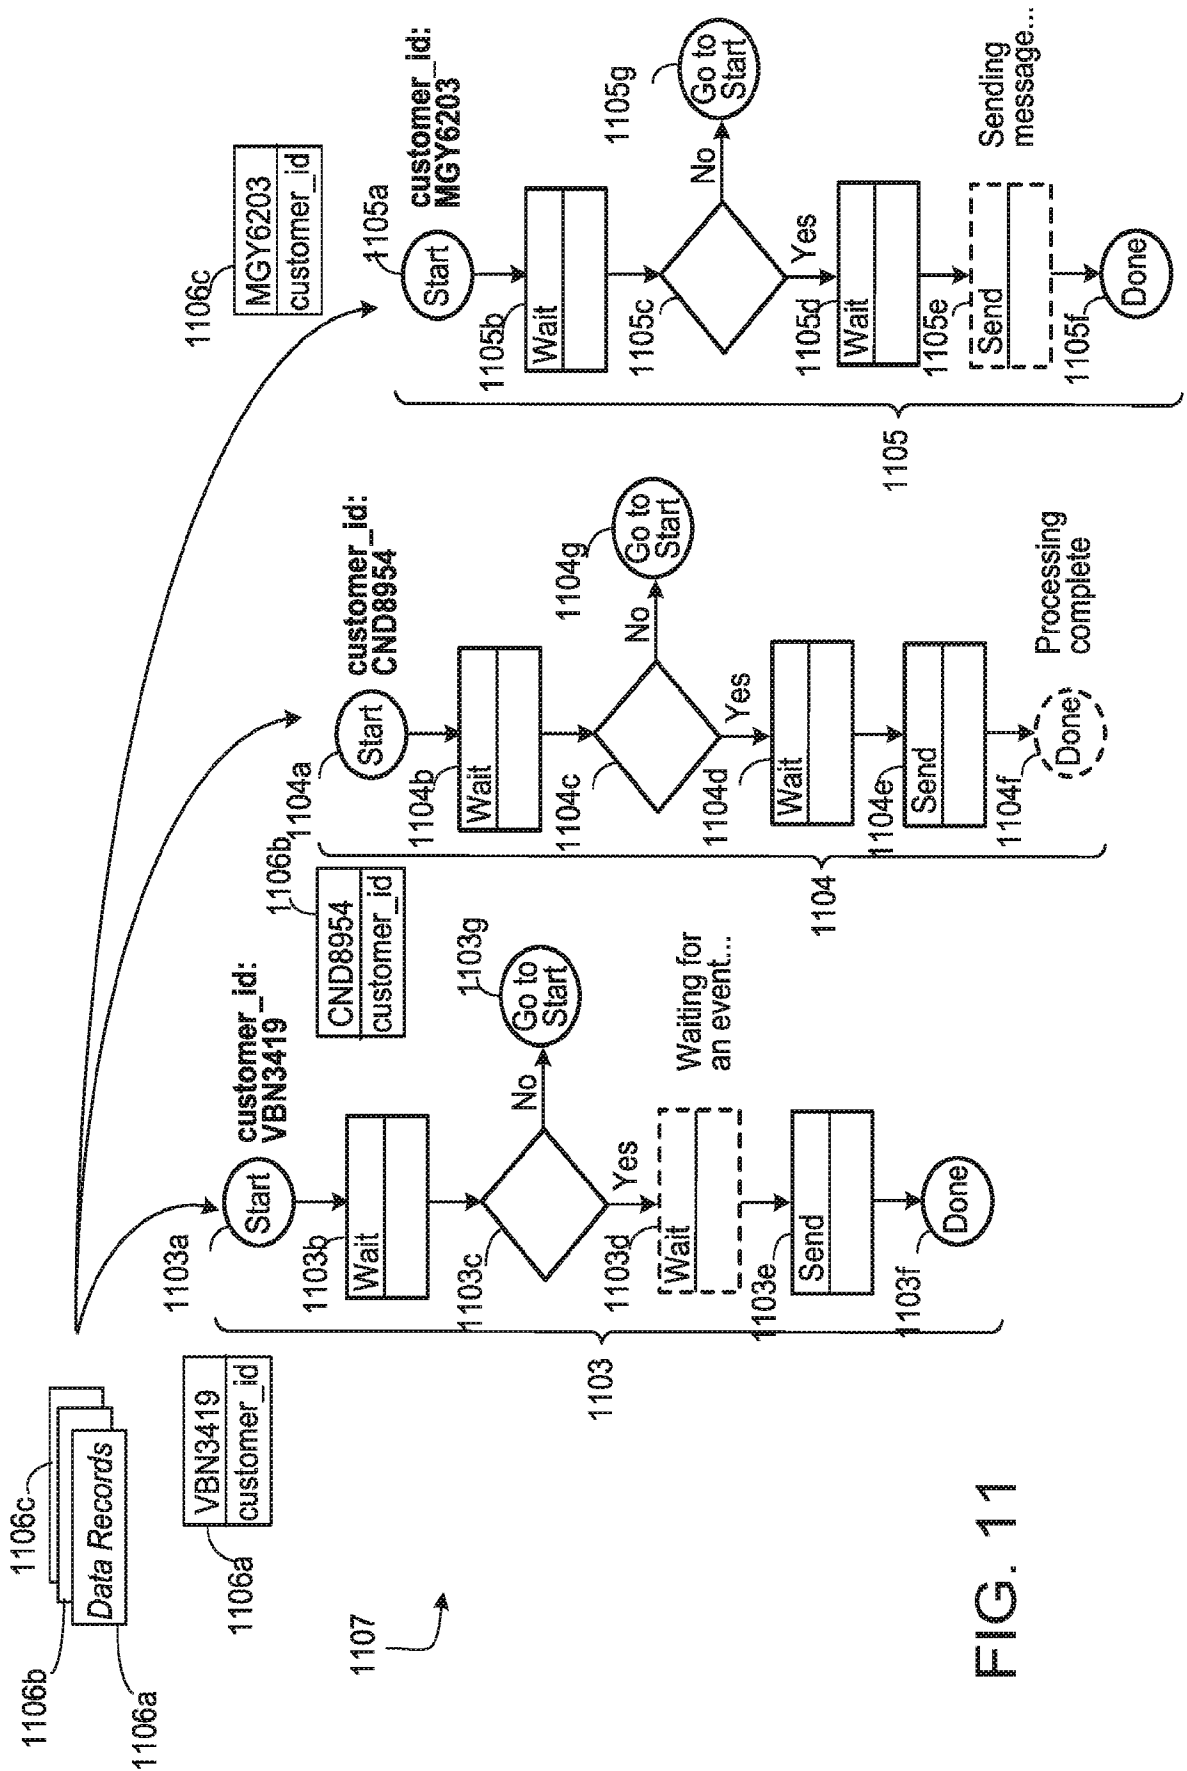 1106c
1106b
Data Records
1106a
VBN3419
customer_id
1106a
1107
customer_id:
VBN3419
1103a
Start
1103b
Wait
1103c
No
1103g
Go to
Start
Yes
1103d
Wait
Waiting for
an event...
1103e
Send
1103f
Done
1103
1106b
CND8954
customer_id
customer_id:
CND8954
1104a
Start
1104b
Wait
1104c
No
1104g
Go to
Start
Yes
1104d
Wait
1104e
Send
1104f
Done
Processing
complete
1104
1106c
MGY6203
customer_id
customer_id:
MGY6203
1105a
Start
1105b
Wait
1105c
No
1105g
Go to
Start
Yes
1105d
Wait
1105e
Send
Sending
message...
1105f
Done
1105
FIG. 11